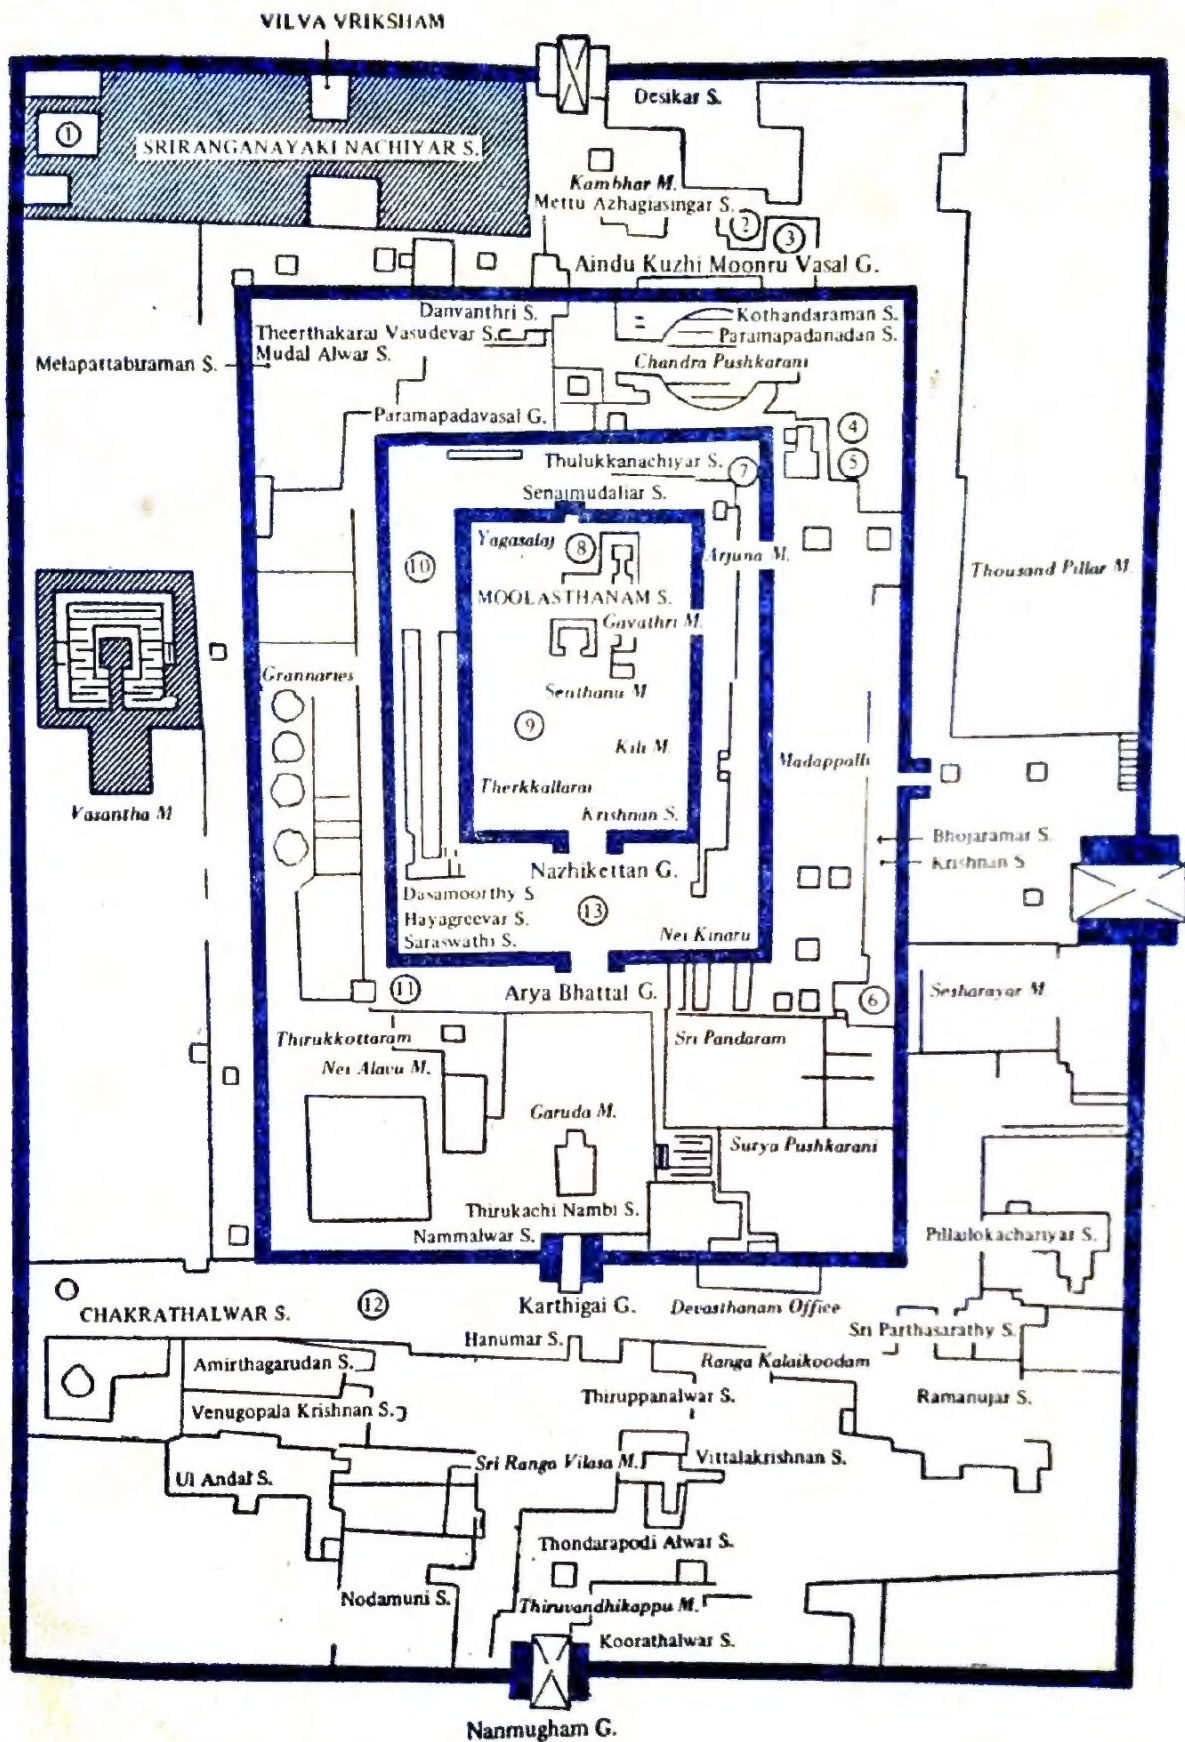 VILVA VRIKSHAM
Desikar S.
1
SRIRANGANAYAKI NACHIYAR S.
Kambhar M.
Mettu Azhagiasingar S.
2
3
Aindu Kuzhi Moonru Vasal G.
Danvanthri S.
Theerthakarai Vasudevar S.
Mudal Alwar S.
Kothandaraman S.
Paramapadanadan S.
Melapattabiraman S.
Chandra Pushkarani
Paramapadavasal G.
4
5
Thulukkanachiyar S.
7
Senaimudaliar S.
Yagasalai
8
Arjuna M.
10
Thousand Pillar M.
MOOLASTHANAM S.
Gayathri M.
Grannaries
Senthanu M
9
Kili M.
Madappalli
Therkkallarai
Vasantha M
Krishnan S.
Bhojaramar S.
Krishnan S
Nazhikettan G.
Dasamoorthy S
Hayagreevar S.
Saraswathi S.
13
Nei Kinaru
11
Arya Bhattal G.
6
Sesharayar M.
Thirukkottaram
Sri Pandaram
Nei Alavu M.
Garuda M.
Surya Pushkarani
Thirukachi Nambi S.
Nammalwar S.
Pillailokachariyar S.
12
CHAKRATHALWAR S.
Karthigai G.
Devasthanam Office
Hanumar S.
Sri Parthasarathy S.
Amirthagarudan S.
Ranga Kalaikoodam
Thiruppanalwar S.
Ramanujar S.
Venugopala Krishnan S.
Sri Ranga Vilasa M.
Vittalakrishnan S.
Ul Andal S.
Thondarapodi Alwar S.
Nodamuni S.
Thiruvandhikappu M.
Koorathalwar S.
Nanmugham G.